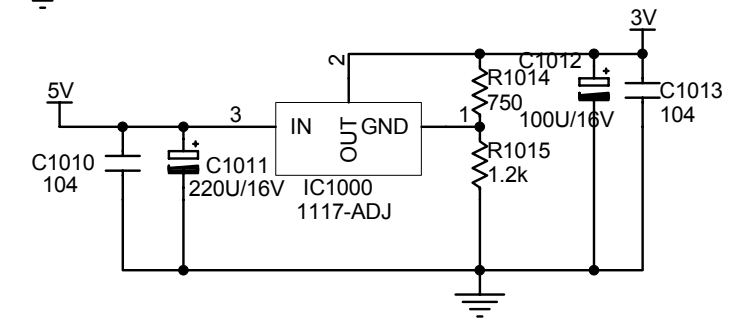 3V
2
C1012
R1014
750
C1013
104
5V
3
IN
OUT
GND
1
100U/16V
C1010
104
C1011
220U/16V
R1015
1.2k
IC1000
1117-ADJ